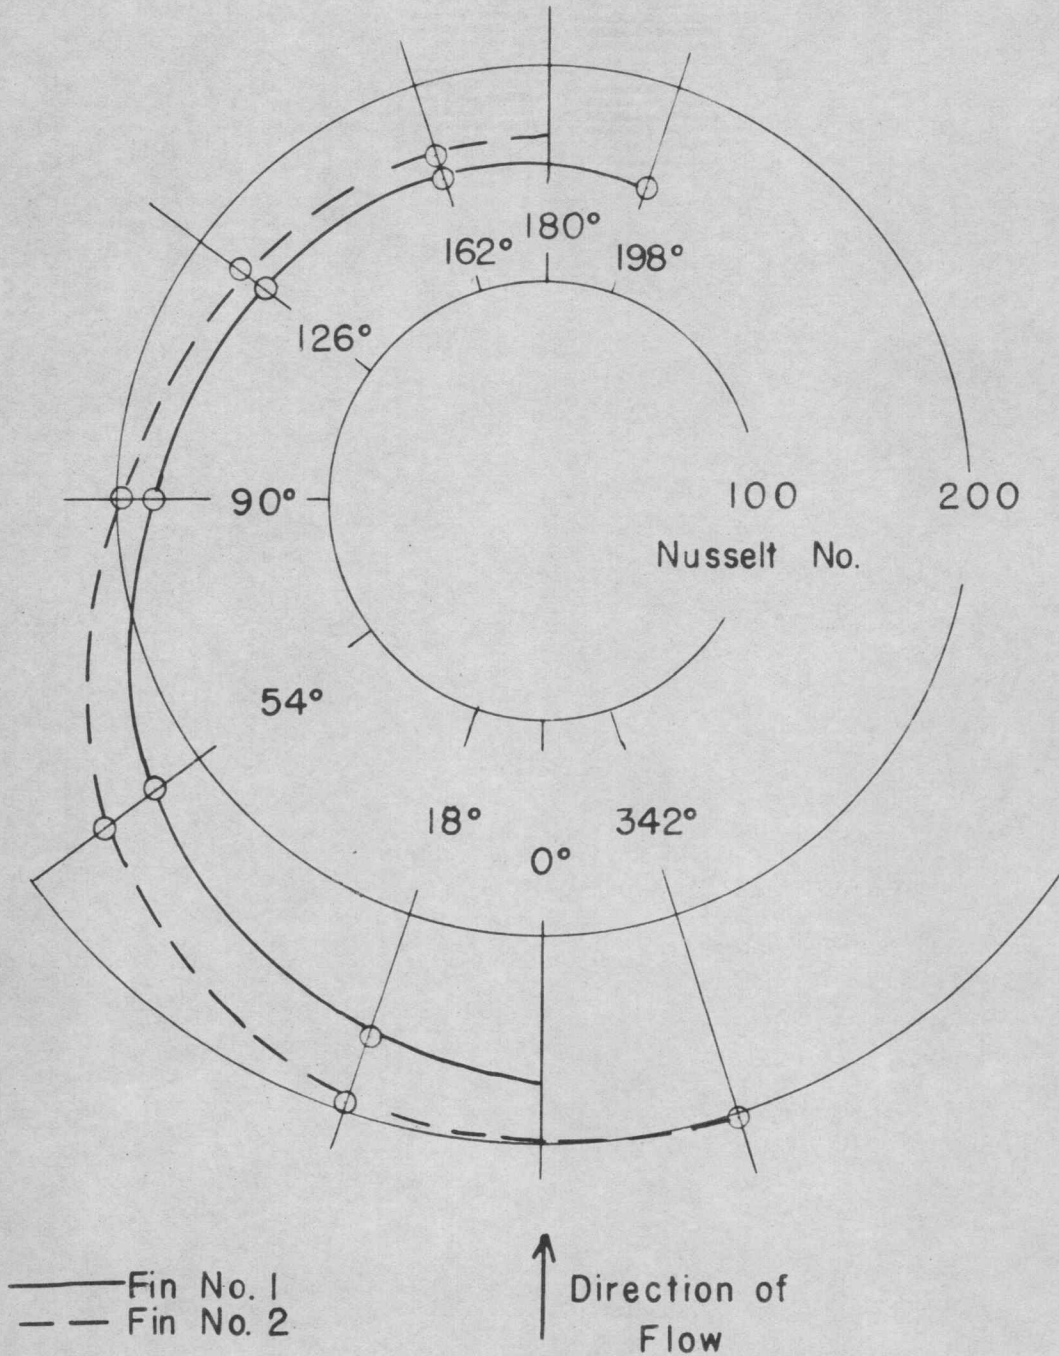 180°
162°
198°
126°
90°
100
200
Nusselt No.
54°
18°
342°
0°
Fin No. 1
Fin No. 2
Direction of
Flow